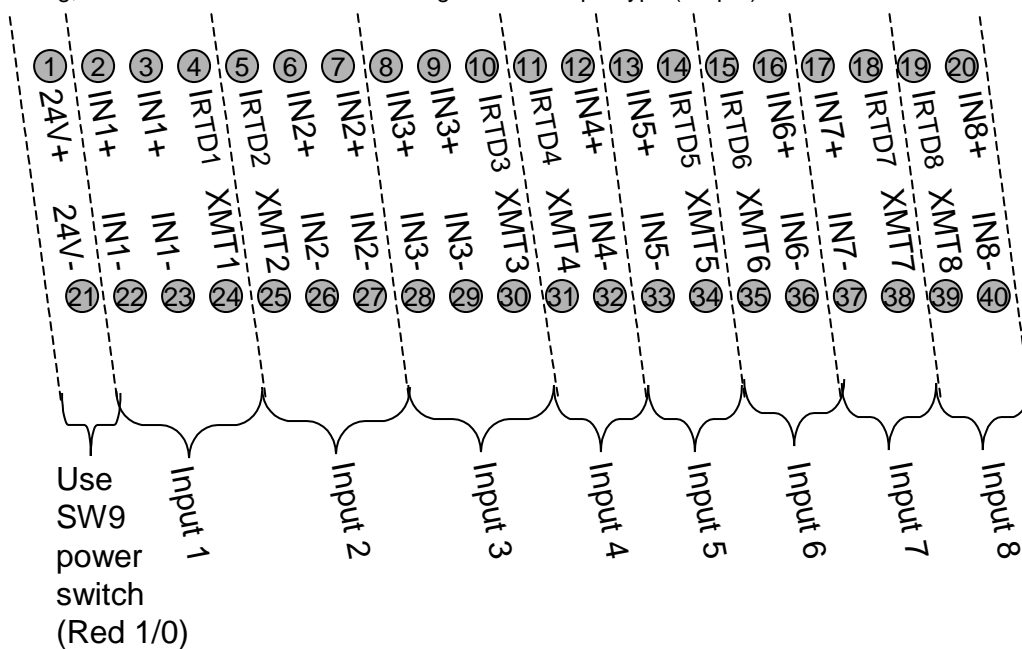 1 2 3 4 5 6 7 8 9 10 11 12 13 14 15 16 17 18 19 20
24V+ IN1+ IN1+ IRTD1 IRTD2 IN2+ IN2+ IN3+ IN3+ IRTD3 IRTD4 IN4+ IN5+ IRTD5 IRTD6 IN6+ IN7+ IRTD7 IRTD8 IN8+
24V- IN1- IN1- XMT1 XMT2 IN2- IN2- IN3- IN3- XMT3 XMT4 IN4- IN5- XMT5 XMT6 IN6- IN7- XMT7 XMT8 IN8-
21 22 23 24 25 26 27 28 29 30 31 32 33 34 35 36 37 38 39 40
Use
SW9
power
switch
(Red 1/0)
Input 1
Input 2
Input 3
Input 4
Input 5
Input 6
Input 7
Input 8